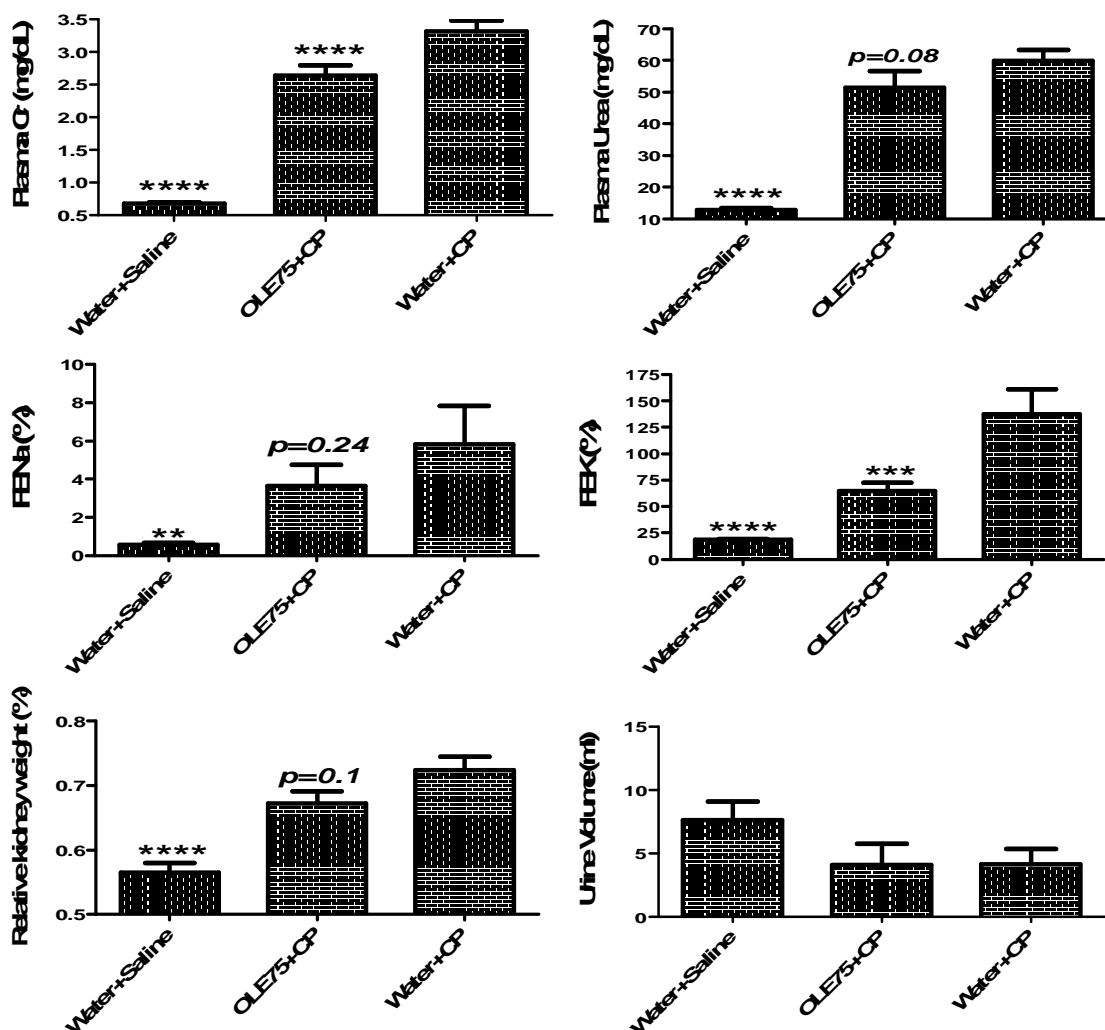 Plasma Cr (mg/dL)
3.5
3.0
2.5
2.0
1.5
1.0
0.5
****
****
Water+Saline
OLE75+CP
Water+CP
Plasma Urea (mg/dL)
70
60
50
40
30
20
10
****
p=0.08
Water+Saline
OLE75+CP
Water+CP
FENa (%)
10
8
6
4
2
0
**
p=0.24
Water+Saline
OLE75+CP
Water+CP
FEK (%)
175
150
125
100
75
50
25
0
****
***
Water+Saline
OLE75+CP
Water+CP
Relative kidney weight (%)
0.8
0.7
0.6
0.5
****
p=0.1
Water+Saline
OLE75+CP
Water+CP
Urine Volume (ml)
15
10
5
0
Water+Saline
OLE75+CP
Water+CP